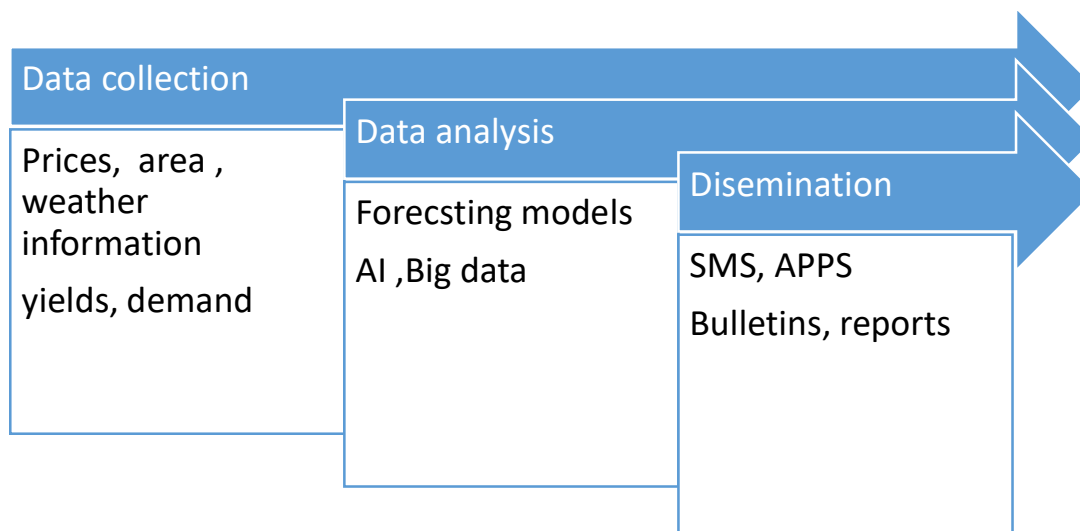 Data collection
Prices,  area ,
weather
information
yields, demand
Data analysis
Forecsting models
AI ,Big data
Disemination
SMS, APPS
Bulletins, reports